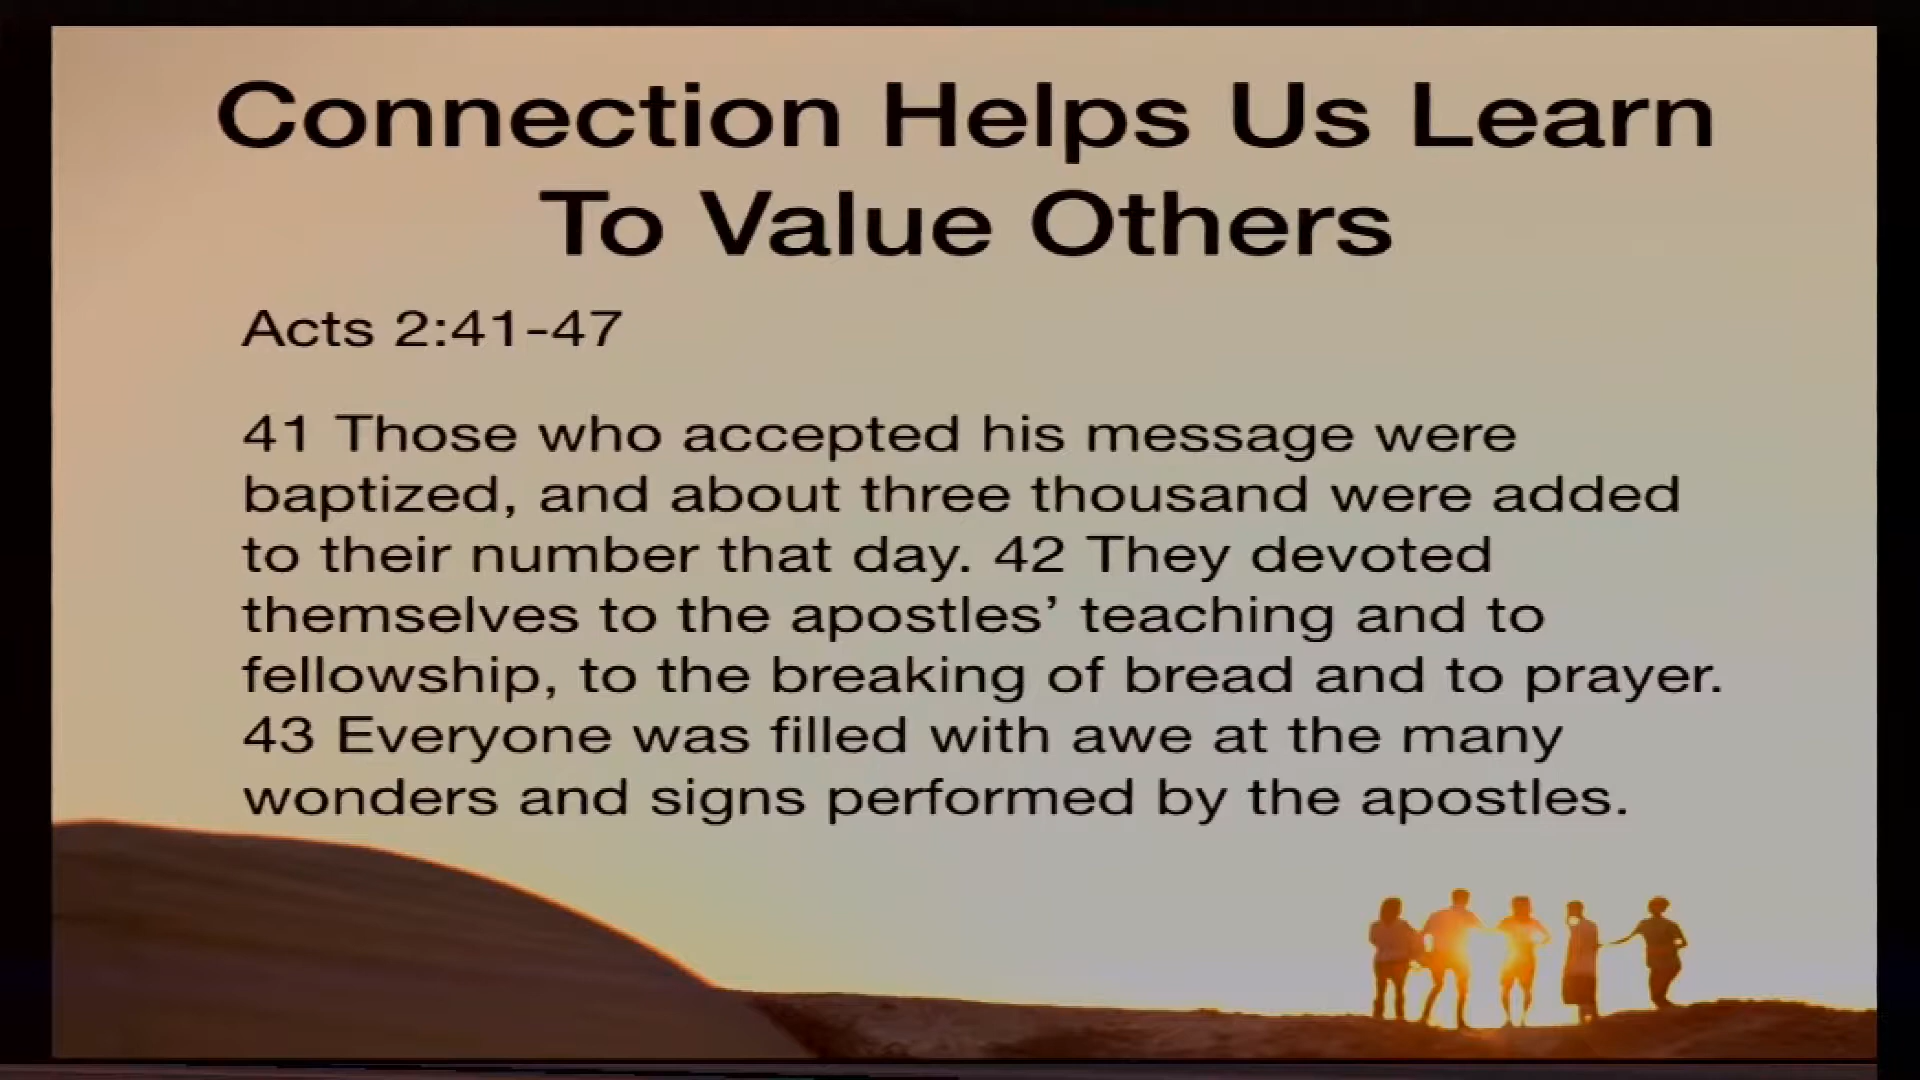 Connection Helps Us Learn
To Value Others
Acts 2:41-47
41 Those who accepted his message were
baptized, and about three thousand were added
to their number that day. 42 They devoted
themselves to the apostles’ teaching and to
fellowship, to the breaking of bread and to prayer.
43 Everyone was filled with awe at the many
wonders and signs performed by the apostles.